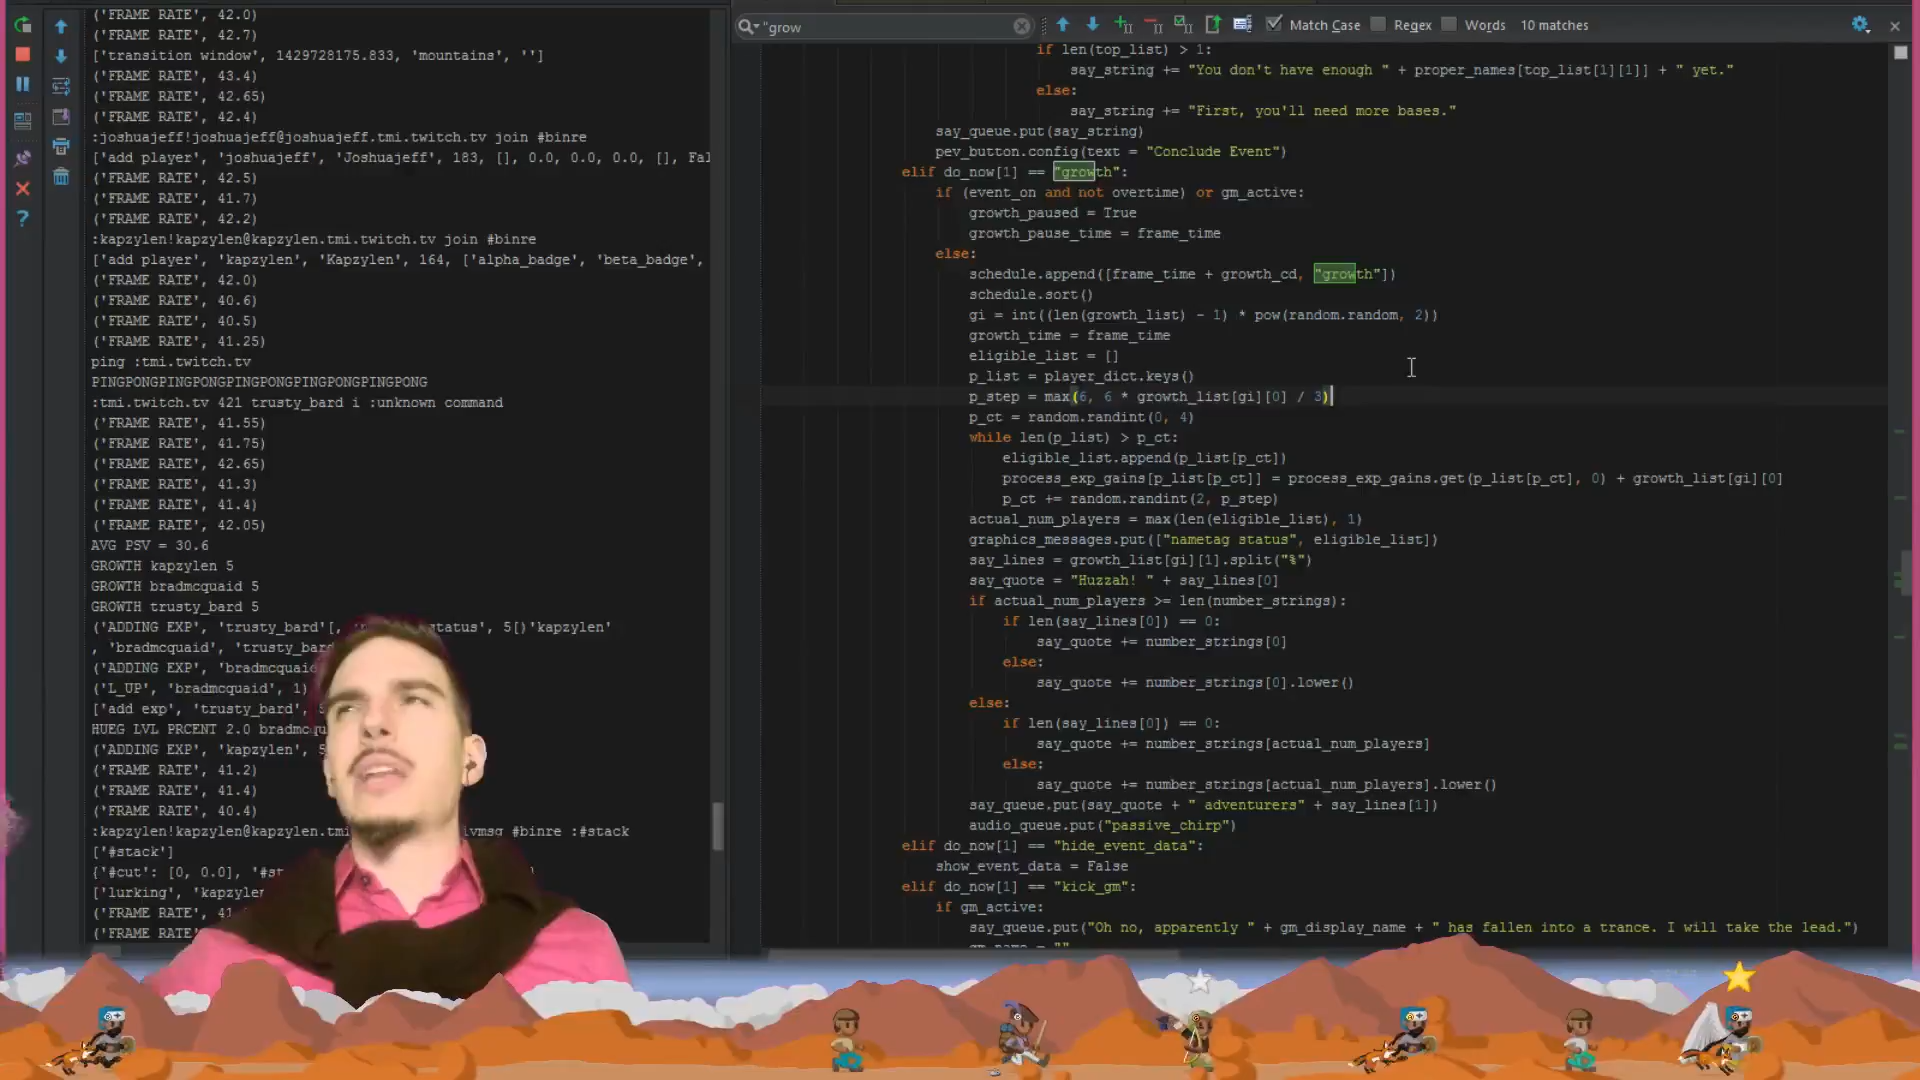 ('FRAME RATE', 42.0)
('FRAME RATE', 42.7)
['transition window', 1429728175.833, 'mountains', '']
('FRAME RATE', 43.4)
('FRAME RATE', 42.65)
('FRAME RATE', 42.4)
:joshuajeff!joshuajeff@joshuajeff.tmi.twitch.tv join #binre
['add player', 'joshuajeff', 'Joshuajeff', 183, [], 0.0, 0.0, 0.0, [], Fal
('FRAME RATE', 42.5)
('FRAME RATE', 41.7)
('FRAME RATE', 42.2)
:kapzylen!kapzylen@kapzylen.tmi.twitch.tv join #binre
['add player', 'kapzylen', 'Kapzylen', 164, ['alpha_badge', 'beta_badge',
('FRAME RATE', 42.0)
('FRAME RATE', 40.6)
('FRAME RATE', 40.5)
('FRAME RATE', 41.25)
ping :tmi.twitch.tv
PINGPONGPINGPONGPINGPONGPINGPONGPINGPONG
:tmi.twitch.tv 421 trusty_bard i :unknown command
('FRAME RATE', 41.55)
('FRAME RATE', 41.75)
('FRAME RATE', 42.65)
('FRAME RATE', 41.3)
('FRAME RATE', 41.4)
('FRAME RATE', 42.05)
AVG PSV = 30.6
GROWTH kapzylen 5
GROWTH bradmcquaid 5
GROWTH trusty_bard 5
('ADDING EXP', 'trusty_bard'[, status', 5[)'kapzylen'
, 'bradmcquaid', 'trusty_bard
('ADDING EXP', 'bradmcquaid
('L_UP', 'bradmcquaid', 1)
['add exp', 'trusty_bard',
HUEG LVL PRCENT 2.0 bradmcqu
('ADDING EXP', 'kapzylen', 5
('FRAME RATE', 41.2)
('FRAME RATE', 41.4)
('FRAME RATE', 40.4)
:kapzylen!kapzylen@kapzylen.tmi ivmsg #binre :#stack
['#stack']
{'#cut': [0, 0.0], '#st
['lurking', 'kapzylen
('FRAME RATE', 41.
('FRAME RATE',
"grow
Match Case Regex Words 10 matches
if len(top_list) > 1:
say_string += "You don't have enough " + proper_names[top_list[1][1]] + " yet."
else:
say_string += "First, you'll need more bases."
say_queue.put(say_string)
pev_button.config(text = "Conclude Event")
elif do_now[1] == "growth":
if (event_on and not overtime) or gm_active:
growth_paused = True
growth_pause_time = frame_time
else:
schedule.append([frame_time + growth_cd, "growth"])
schedule.sort()
gi = int((len(growth_list) - 1) * pow(random.random, 2))
growth_time = frame_time
eligible_list = []
p_list = player_dict.keys()
p_step = max(6, 6 * growth_list[gi][0] / 3)
p_ct = random.randint(0, 4)
while len(p_list) > p_ct:
eligible_list.append(p_list[p_ct])
process_exp_gains[p_list[p_ct]] = process_exp_gains.get(p_list[p_ct], 0) + growth_list[gi][0]
p_ct += random.randint(2, p_step)
actual_num_players = max(len(eligible_list), 1)
graphics_messages.put(["nametag status", eligible_list])
say_lines = growth_list[gi][1].split("%")
say_quote = "Huzzah! " + say_lines[0]
if actual_num_players >= len(number_strings):
if len(say_lines[0]) == 0:
say_quote += number_strings[0]
else:
say_quote += number_strings[0].lower()
else:
if len(say_lines[0]) == 0:
say_quote += number_strings[actual_num_players]
else:
say_quote += number_strings[actual_num_players].lower()
say_queue.put(say_quote + " adventurers" + say_lines[1])
audio_queue.put("passive_chirp")
elif do_now[1] == "hide_event_data":
show_event_data = False
elif do_now[1] == "kick_gm":
if gm_active:
say_queue.put("Oh no, apparently " + gm_display_name + " has fallen into a trance. I will take the lead.")
gm_name = ""